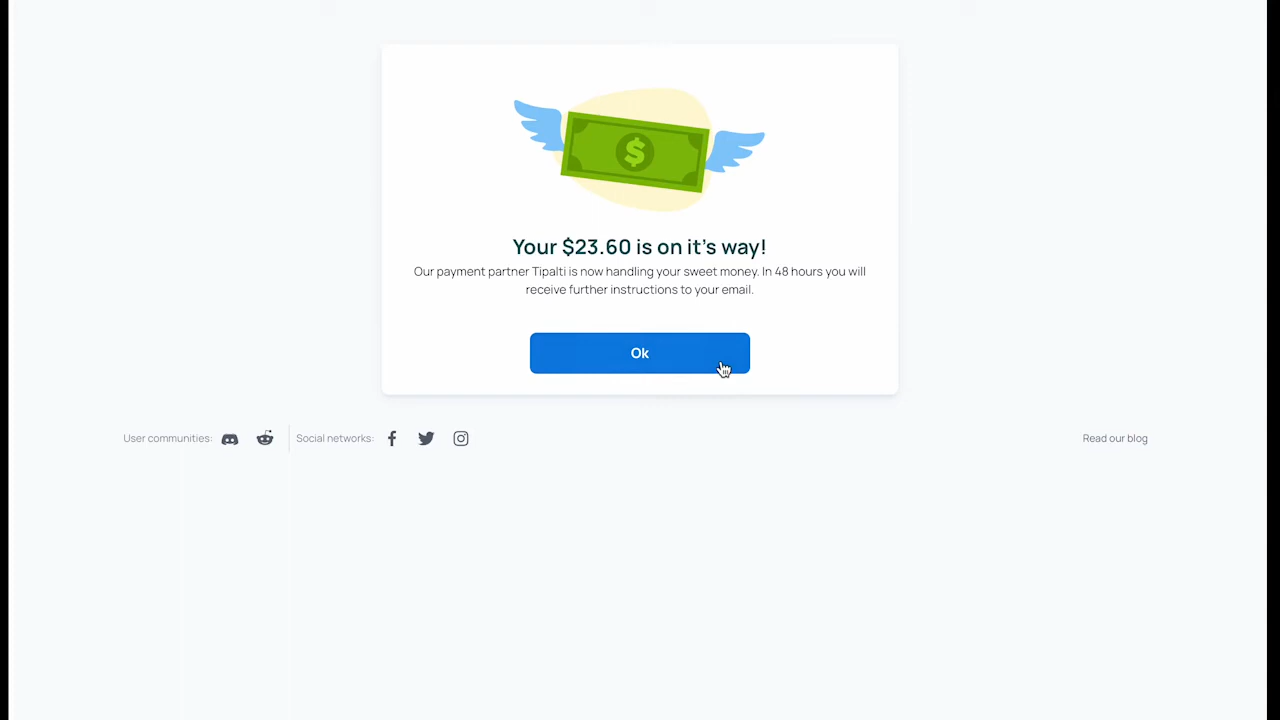 $
Your $23.60 is on it's way!
Our payment partner Tipalti is now handling your sweet money. In 48 hours you will
receive further instructions to your email.
Ok
User communities: Social networks: Read our blog